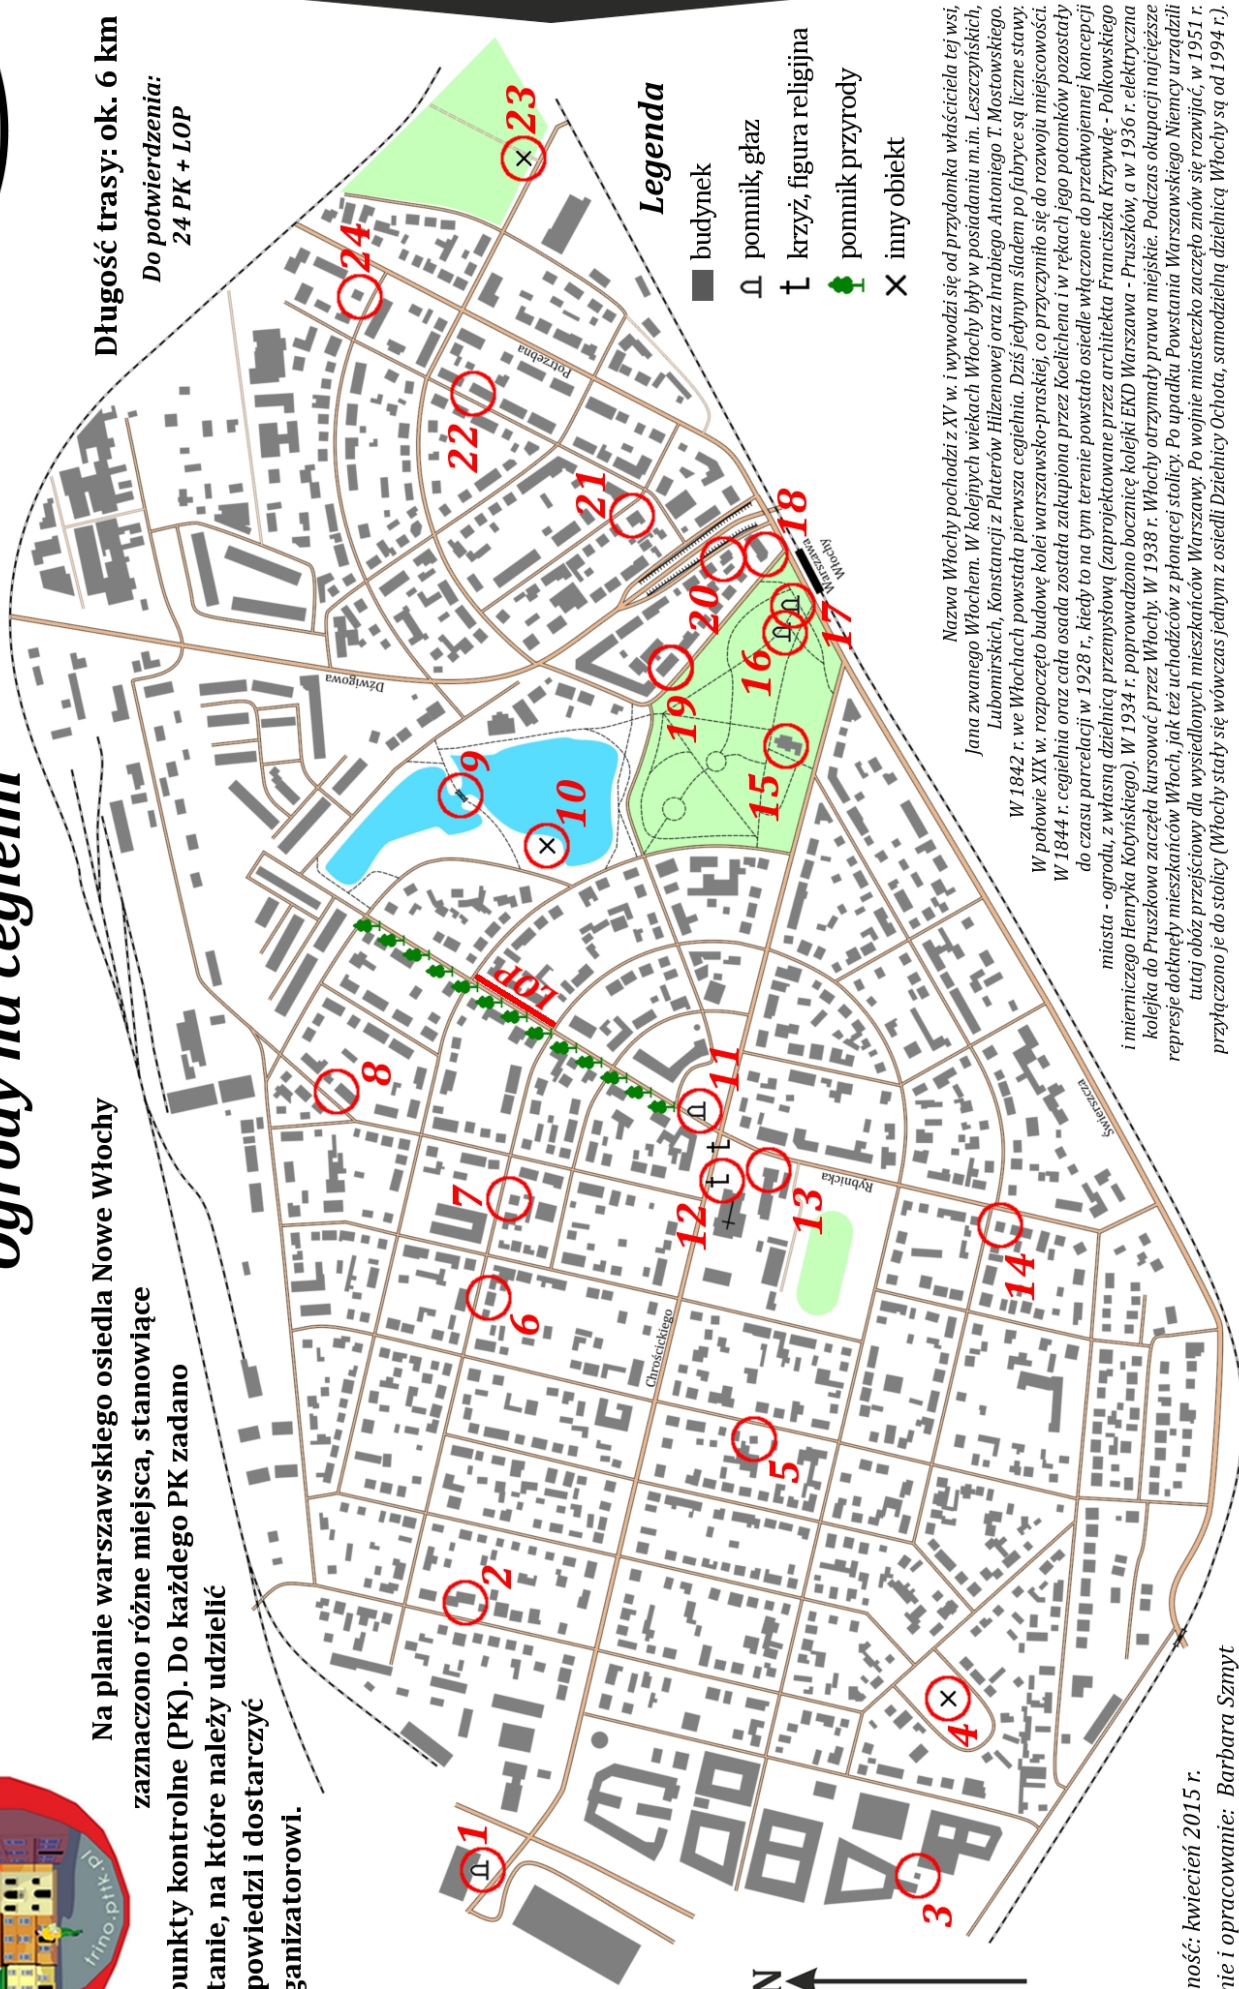 ogrody na cegielni
Na planie warszawskiego osiedla Nowe Włochy
zaznaczono różne miejsca, stanowiące
punkty kontrolne (PK). Do każdego PK zadano
tanie, na które należy udzielić
powiedzi i dostarczyć
ganizatorowi.
trino.pttk.pl
Długość trasy: ok. 6 km
Do potwierdzenia:
24 PK + LOP
1
2
3
4
5
6
7
8
9
10
11
12
13
14
15
16
17
18
19
20
21
22
23
24
LOP
Potrzebna
Dźwigowa
Chrościckiego
Rybnicka
Świerszcza
Warszawa
Włochy
N
Legenda
budynek
pomnik, głaz
krzyż, figura religijna
pomnik przyrody
inny obiekt
Nazwa Włochy pochodzi z XV w. i wywodzi się od przydomka właściciela tej wsi,
Jana zwanego Włochem. W kolejnych wiekach Włochy były w posiadaniu m.in. Leszczyńskich,
Lubomirskich, Konstancji z Platerów Hilzenowej oraz hrabiego Antoniego T. Mostowskiego.
W 1842 r. we Włochach powstała pierwsza cegielnia. Dziś jedynym śladem po fabryce są liczne stawy.
W połowie XIX w. rozpoczęto budowę kolei warszawsko-praskiej, co przyczyniło się do rozwoju miejscowości.
W 1844 r. cegielnia oraz cała osada została zakupiona przez Koelichena i w rękach jego potomków pozostały
do czasu parcelacji w 1928 r., kiedy to na tym terenie powstało osiedle włączone do przedwojennej koncepcji
miasta - ogrodu, z własną dzielnicą przemysłową (zaprojektowane przez architekta Franciszka Krzywdę - Polkowskiego
i inżynierniczego Henryka Kotyńskiego). W 1934 r. poprowadzono bocznicę kolejki EKD Warszawa - Pruszków, a w 1936 r. elektryczna
kolejka do Pruszkowa zaczęła kursować przez Włochy. W 1938 r. Włochy otrzymały prawa miejskie. Podczas okupacji najcięższe
represje dotknęły mieszkańców Włoch, jak też uchodźców z płonącej stolicy. Po upadku Powstania Warszawskiego Niemcy urządzili
tutaj obóz przejściowy dla wysiedlonych mieszkańców Warszawy. Po wojnie miasteczko zaczęło znów się rozwijać, w 1951 r.
przyłączono je do stolicy (Włochy stały się wówczas jednym z osiedli Dzielnicy Ochota, samodzielną dzielnicą Włochy są od 1994 r.).
ność: kwiecień 2015 r.
nie i opracowanie: Barbara Szmyt